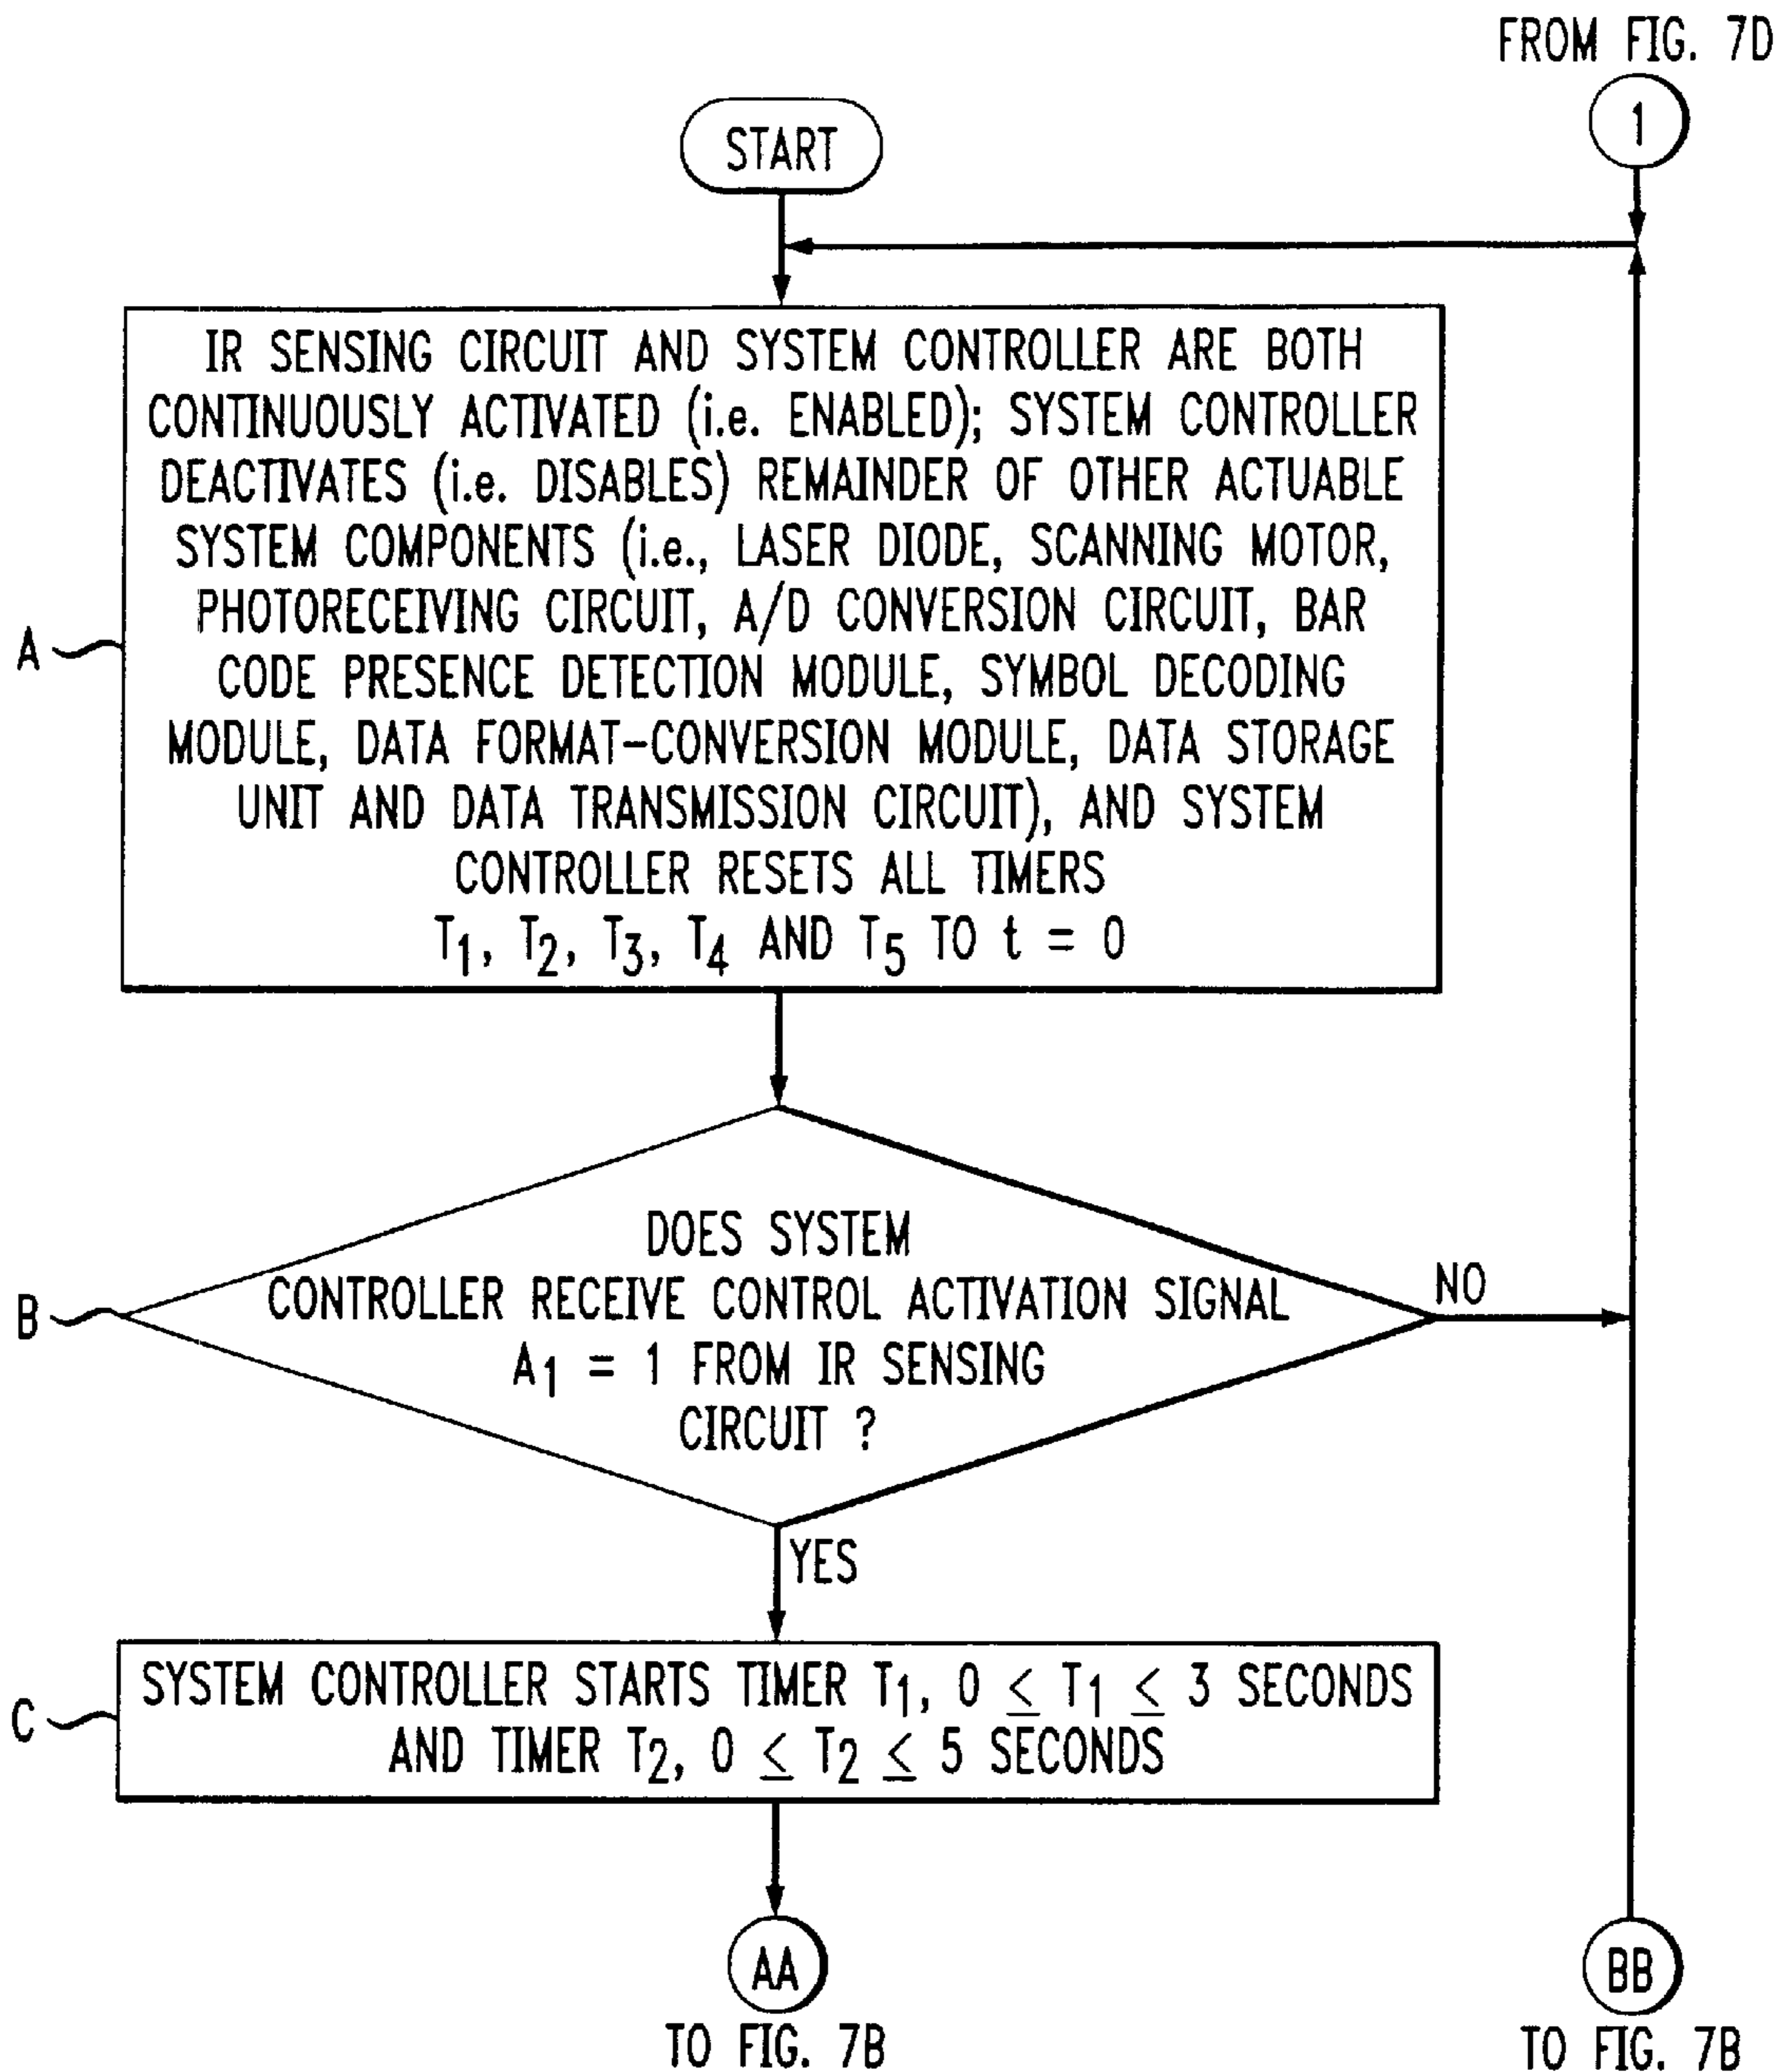 FROM FIG. 7D
1
START
IR SENSING CIRCUIT AND SYSTEM CONTROLLER ARE BOTH
CONTINUOUSLY ACTIVATED (i.e. ENABLED); SYSTEM CONTROLLER
DEACTIVATES (i.e. DISABLES) REMAINDER OF OTHER ACTUABLE
SYSTEM COMPONENTS (i.e., LASER DIODE, SCANNING MOTOR,
PHOTORECEIVING CIRCUIT, A/D CONVERSION CIRCUIT, BAR
CODE PRESENCE DETECTION MODULE, SYMBOL DECODING
MODULE, DATA FORMAT-CONVERSION MODULE, DATA STORAGE
UNIT AND DATA TRANSMISSION CIRCUIT), AND SYSTEM
CONTROLLER RESETS ALL TIMERS
T₁, T₂, T₃, T₄ AND T₅ TO t = 0
A
DOES SYSTEM
CONTROLLER RECEIVE CONTROL ACTIVATION SIGNAL
A₁ = 1 FROM IR SENSING
CIRCUIT ?
B
NO
YES
SYSTEM CONTROLLER STARTS TIMER T₁, 0 ≤ T₁ ≤ 3 SECONDS
AND TIMER T₂, 0 ≤ T₂ ≤ 5 SECONDS
C
AA
TO FIG. 7B
BB
TO FIG. 7B